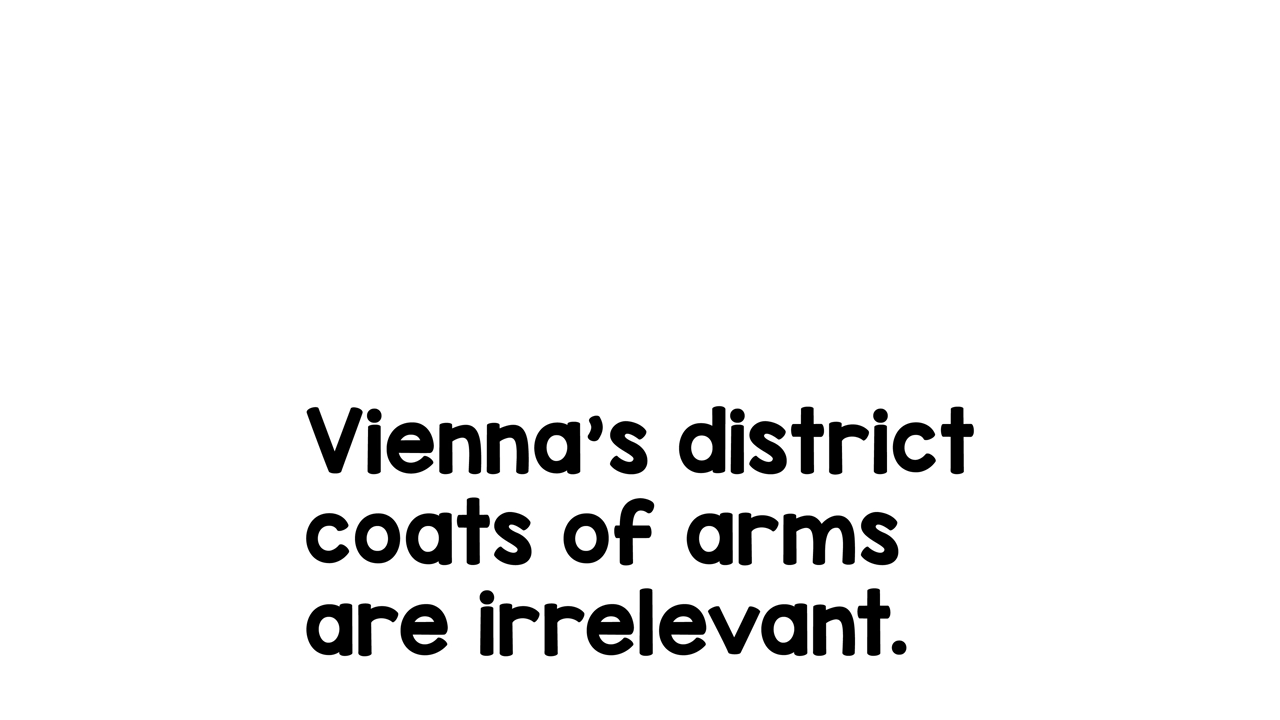 Vienna’s district
coats of arms
are irrelevant.